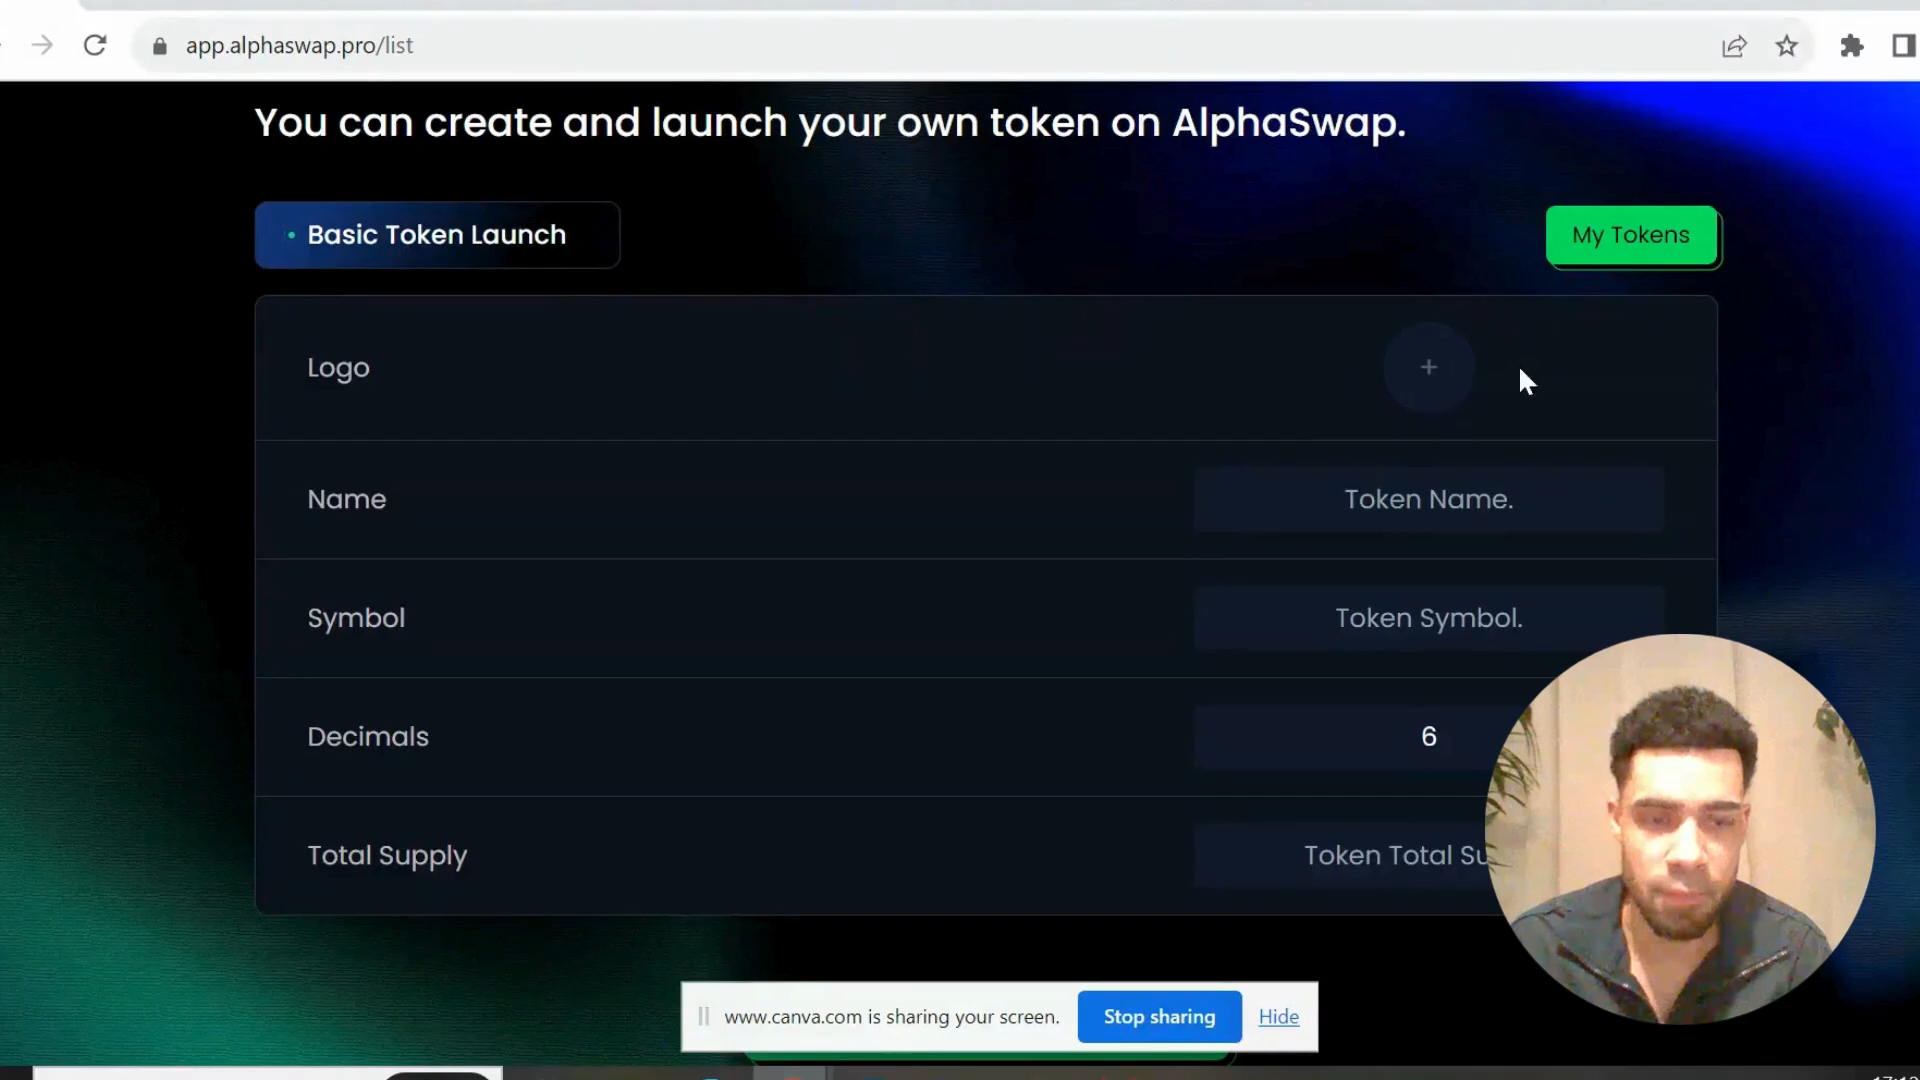 app.alphaswap.pro/list
You can create and launch your own token on AlphaSwap.
Basic Token Launch
My Tokens
Logo
+
Name
Token Name.
Symbol
Token Symbol.
Decimals
6
Total Supply
Token Total
www.canva.com is sharing your screen.
Stop sharing
Hide